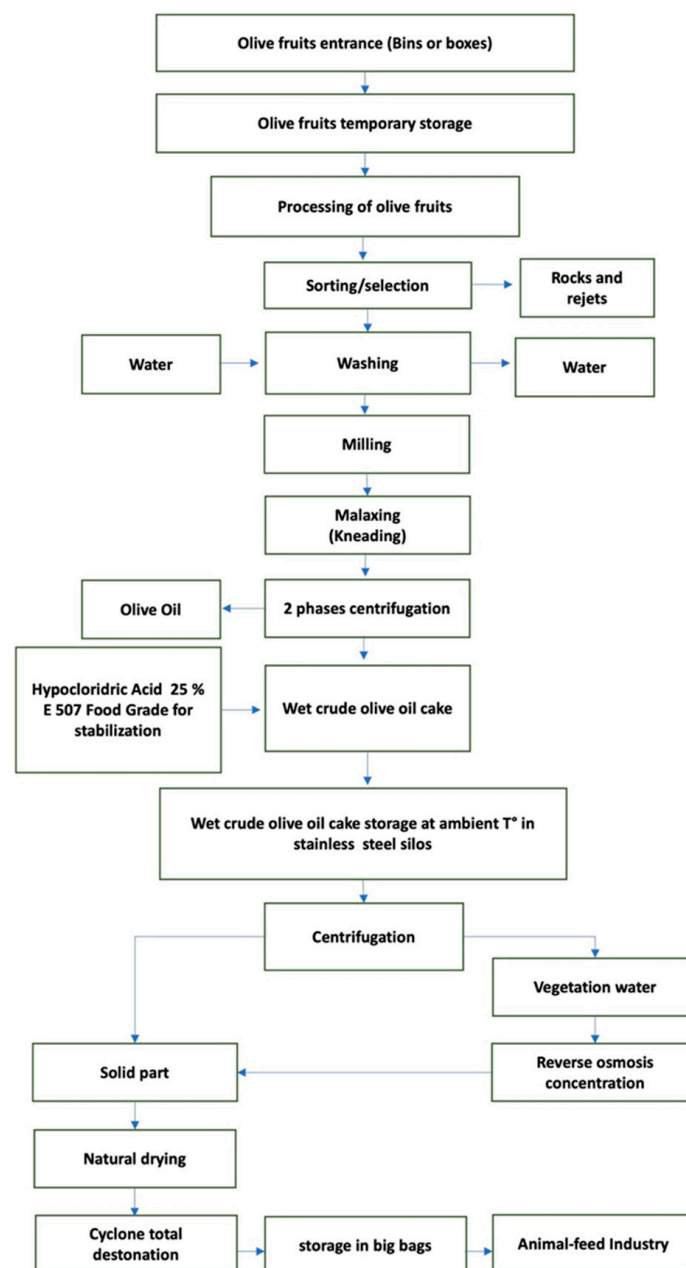 Olive fruits entrance (Bins or boxes)
Olive fruits temporary storage
Processing of olive fruits
Sorting/selection
Rocks and
rejets
Water
Washing
Water
Milling
Malaxing
(Kneading)
Olive Oil
2 phases centrifugation
Hypocloridric Acid 25 %
E 507 Food Grade for
stabilization
Wet crude olive oil cake
Wet crude olive oil cake storage at ambient T° in
stainless steel silos
Centrifugation
Vegetation water
Solid part
Reverse osmosis
concentration
Natural drying
Cyclone total
destonation
storage in big bags
Animal-feed Industry